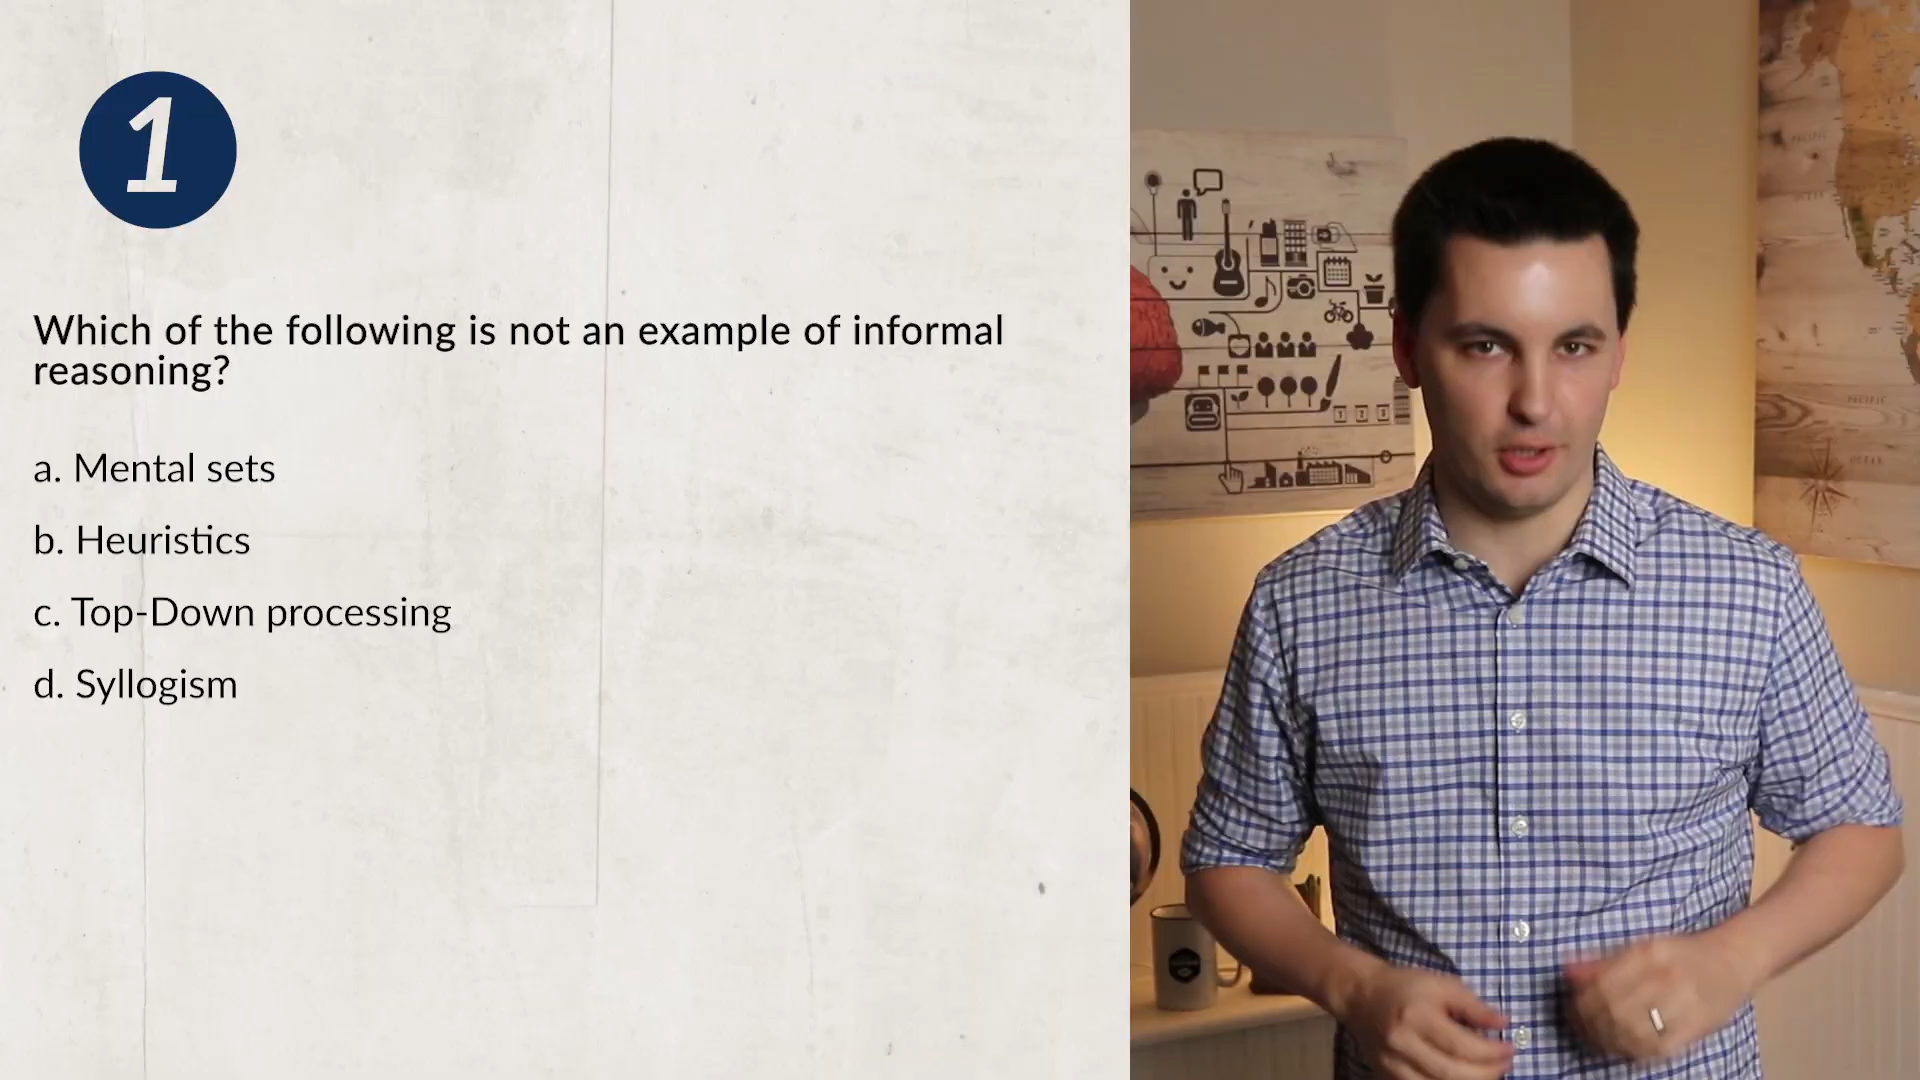 1
Which of the following is not an example of informal
reasoning?
a. Mental sets
b. Heuristics
c. Top-Down processing
d. Syllogism
PACIFIC